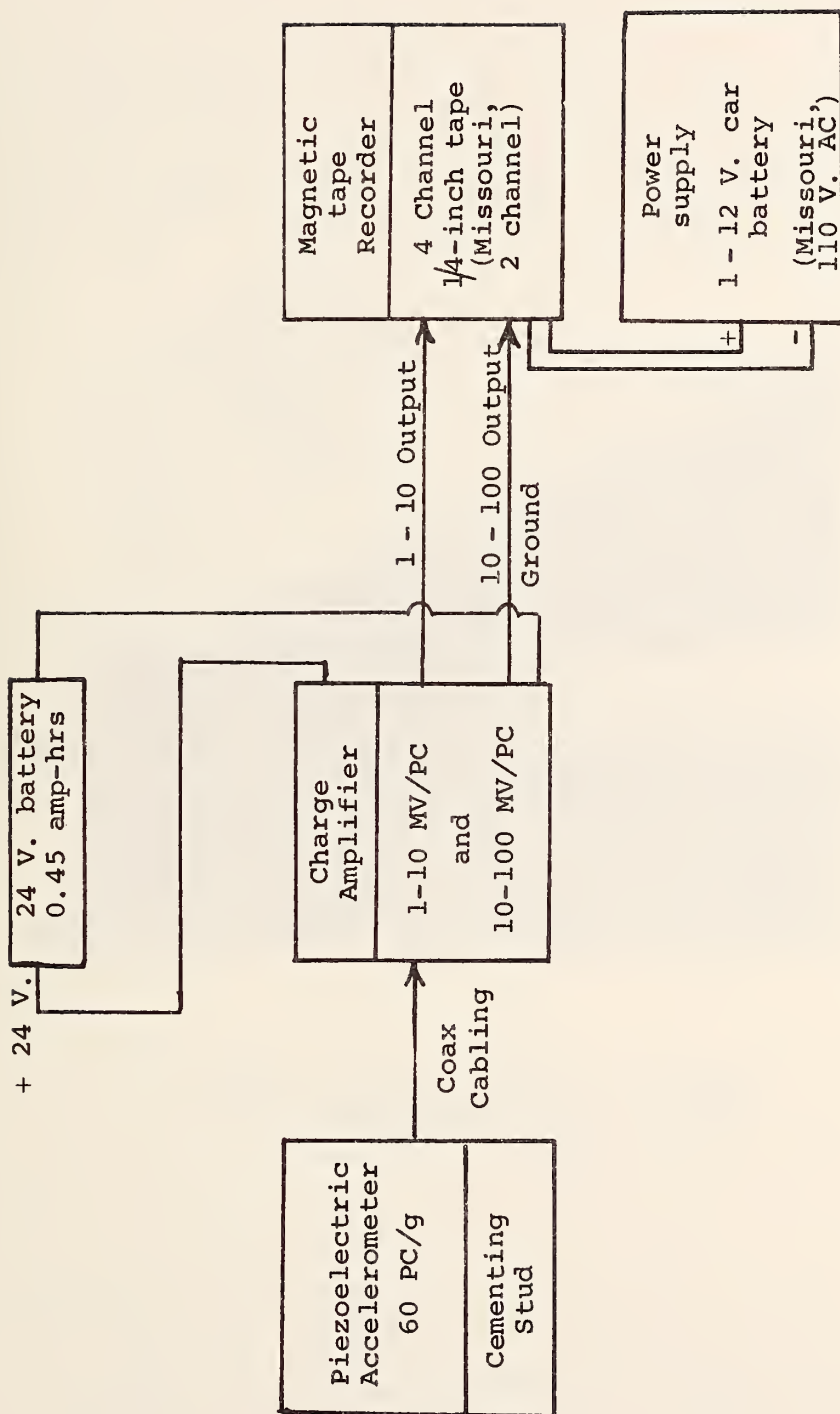 + 24 V.
24 V. battery
0.45 amp-hrs
Piezoelectric
Accelerometer
60 PC/g
Cementing
Stud
Coax
Cabling
Charge
Amplifier
1-10 MV/PC
and
10-100 MV/PC
1 - 10 Output
10 - 100 Output
Ground
Magnetic
tape
Recorder
4 Channel
1/4-inch tape
(Missouri,
2 channel)
+
-
Power
supply
1 - 12 V. car
battery
(Missouri,
110 V. AC)